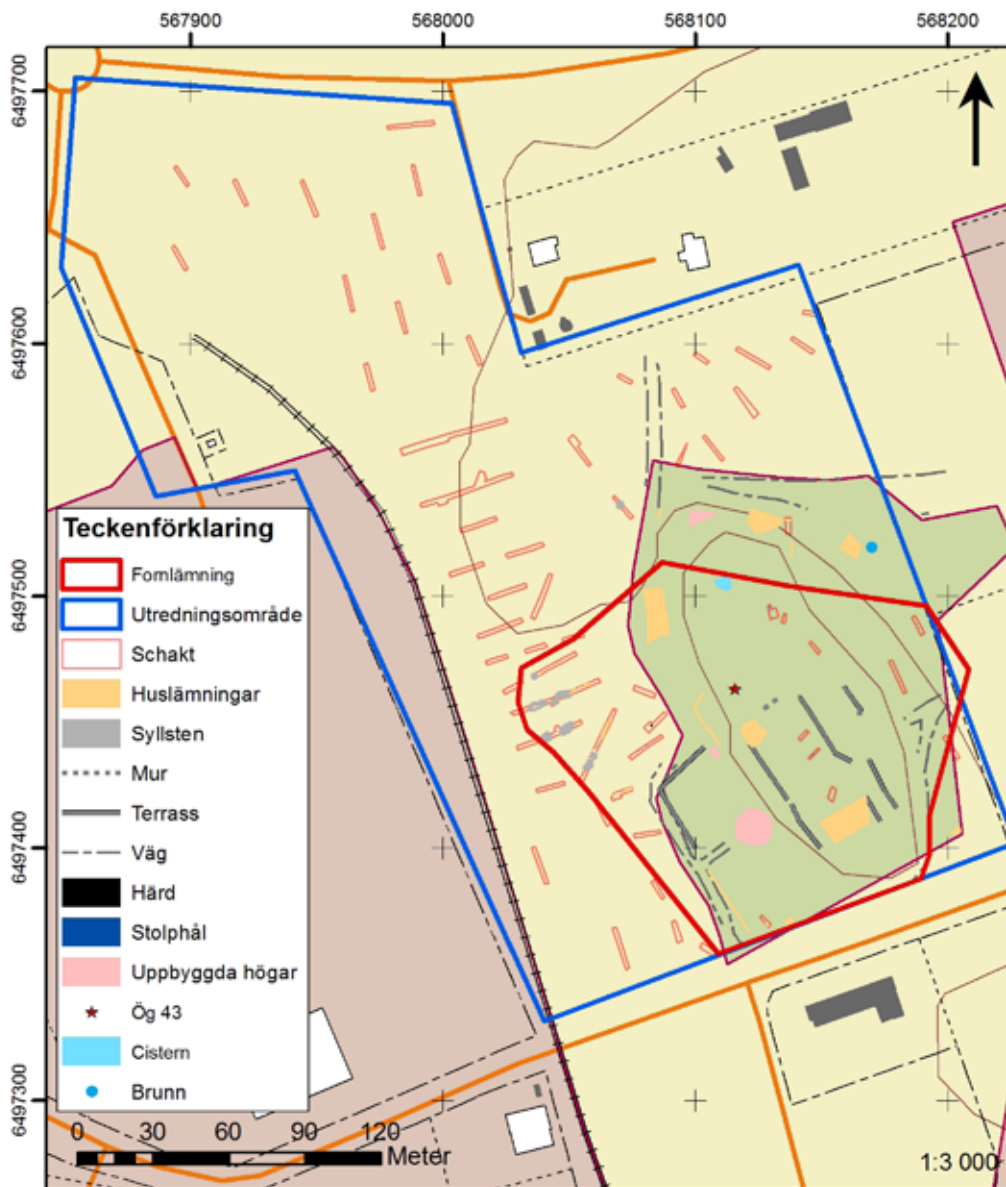 567900 568000 568100 568200
6497700
6497600
6497500
6497400
6497300
Teckenförklaring
Fornlämning
Utredningsområde
Schakt
Huslämningar
Syllsten
Mur
Terrass
Väg
Härd
Stolphål
Uppbyggda högar
Ög 43
Cistern
Brunn
0 30 60 90 120
Meter
1:3 000